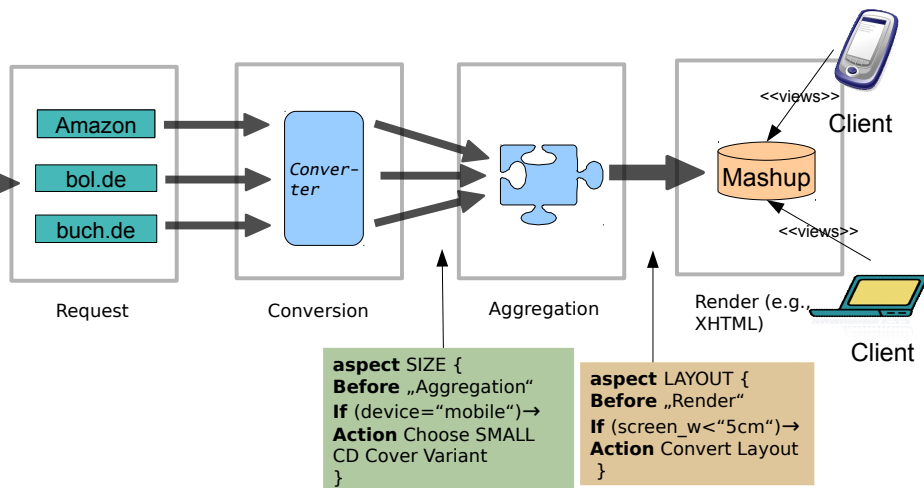 Client
<<views>>
Amazon
bol.de
buch.de
Conver-
ter
Mashup
<<views>>
Client
Request
Conversion
Aggregation
Render (e.g.,
XHTML)
aspect SIZE {
Before „Aggregation“
If (device=“mobile“)→
Action Choose SMALL
CD Cover Variant
}
aspect LAYOUT {
Before „Render“
If (screen_w<“5cm“)→
Action Convert Layout
}